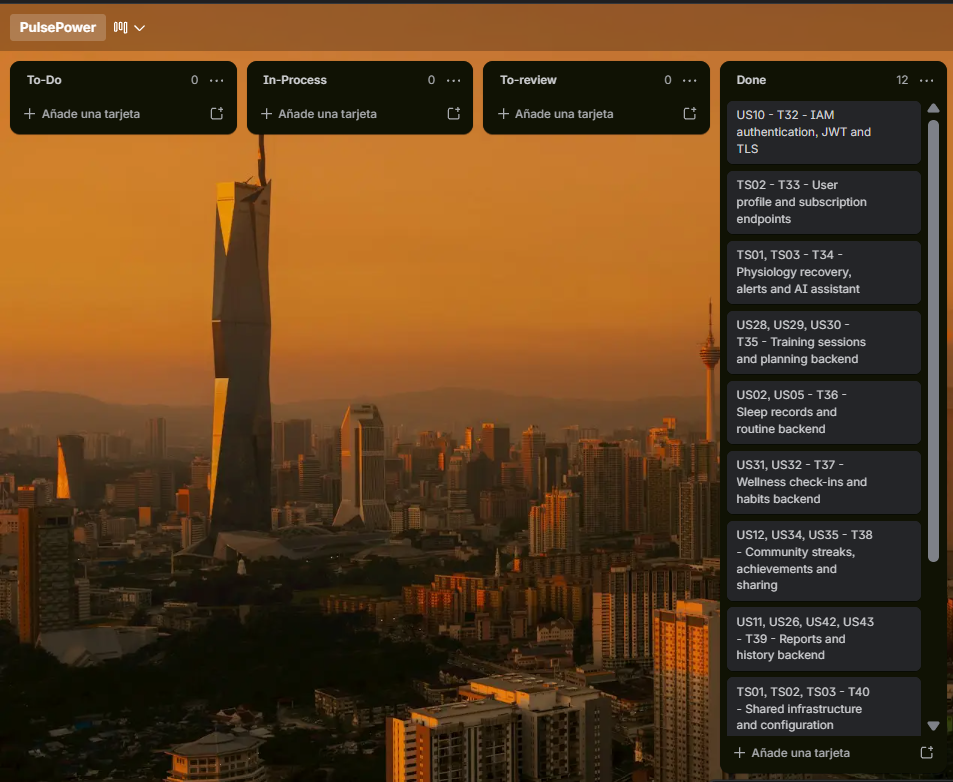 PulsePower
To-Do
0
Añade una tarjeta
In-Process
0
Añade una tarjeta
To-review
0
Añade una tarjeta
Done
12
US10 - T32 - IAM
authentication, JWT and
TLS
TS02 - T33 - User
profile and subscription
endpoints
TS01, TS03 - T34 -
Physiology recovery,
alerts and AI assistant
US28, US29, US30 -
T35 - Training sessions
and planning backend
US02, US05 - T36 -
Sleep records and
routine backend
US31, US32 - T37 -
Wellness check-ins and
habits backend
US12, US34, US35 - T38
- Community streaks,
achievements and
sharing
US11, US26, US42, US43
- T39 - Reports and
history backend
TS01, TS02, TS03 - T40
- Shared infrastructure
and configuration
Añade una tarjeta